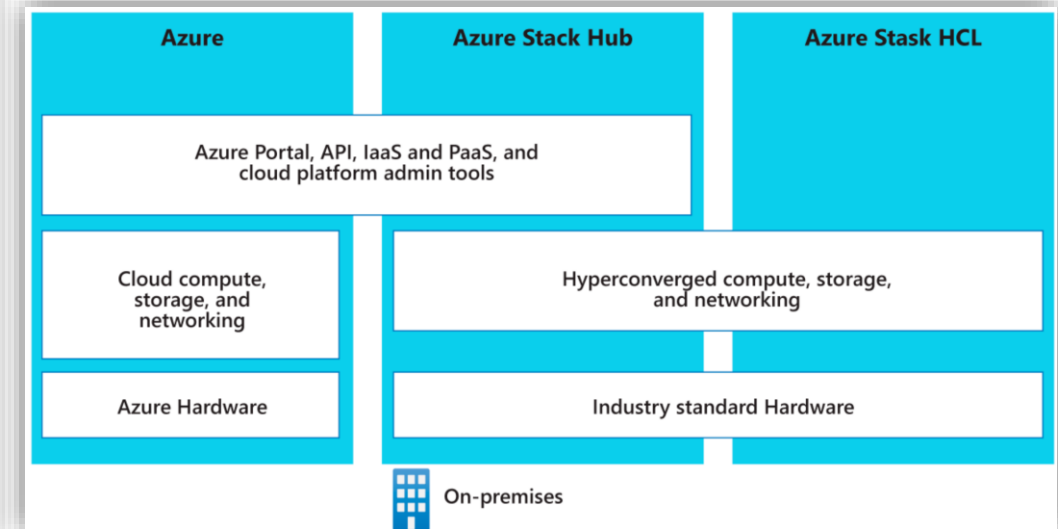 Azure
Azure Stack Hub
Azure Stask HCL
Azure Portal, API, IaaS and PaaS, and
cloud platform admin tools
Cloud compute,
storage, and
networking
Hyperconverged compute, storage,
and networking
Azure Hardware
Industry standard Hardware
On-premises